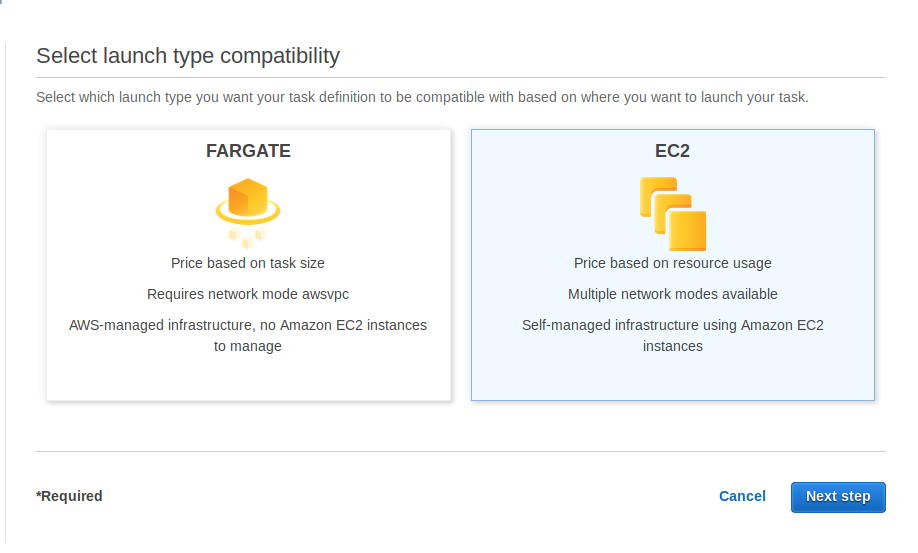 Select launch type compatibility
Select which launch type you want your task definition to be compatible with based on where you want to launch your task.
FARGATE
Price based on task size
Requires network mode awsvpc
AWS-managed infrastructure, no Amazon EC2 instances
to manage
EC2
Price based on resource usage
Multiple network modes available
Self-managed infrastructure using Amazon EC2
instances
*Required
Cancel
Next step